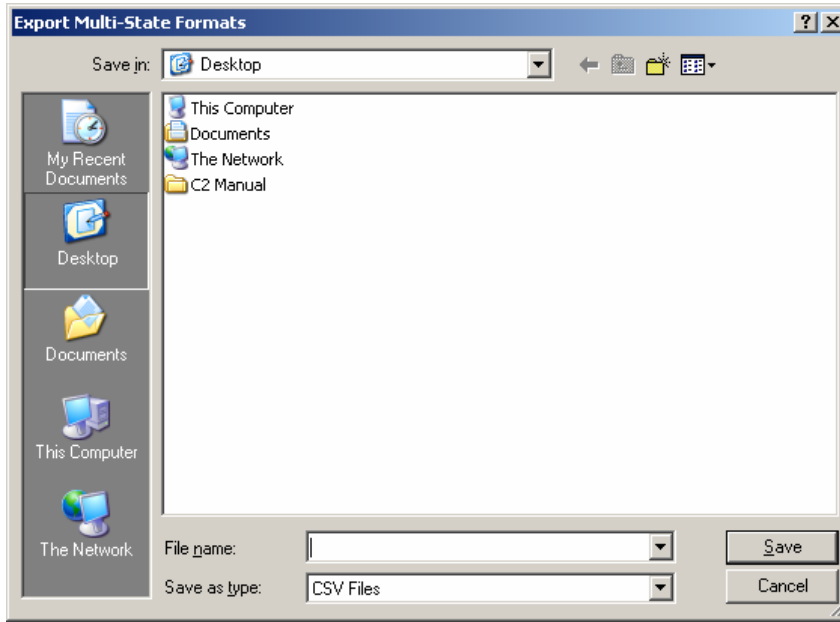 Export Multi-State Formats
Save in:
Desktop
My Recent
Documents
Desktop
Documents
This Computer
The Network
This Computer
Documents
The Network
C2 Manual
File name:
Save
Save as type:
CSV Files
Cancel